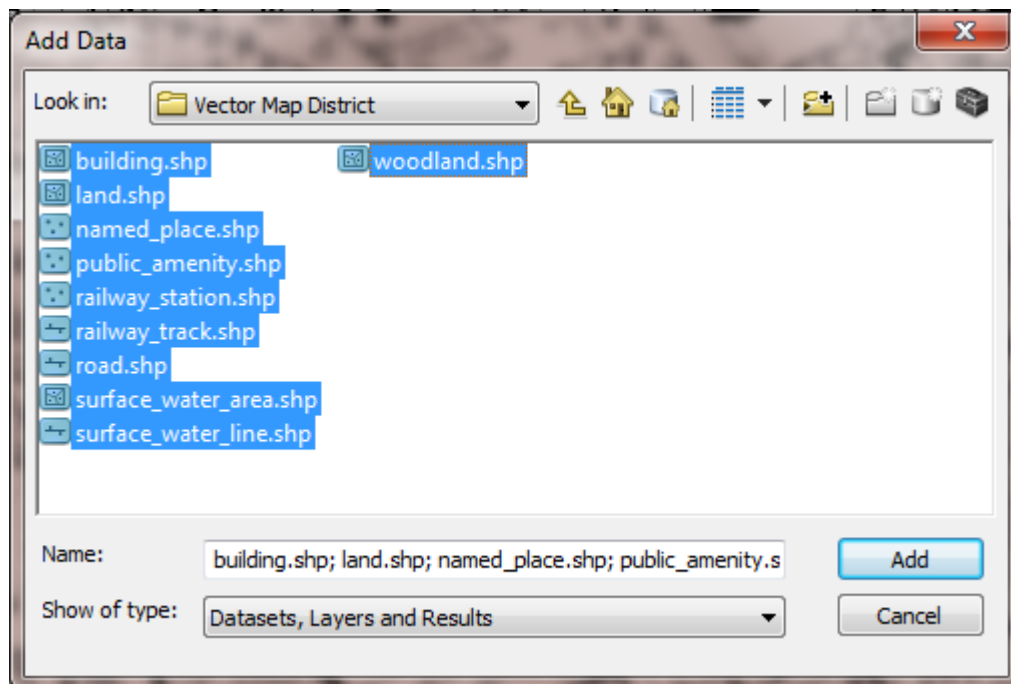 Add Data
X
Look in: Vector Map District
building.shp
land.shp
named_place.shp
public_amenity.shp
railway_station.shp
railway_track.shp
road.shp
surface_water_area.shp
surface_water_line.shp
woodland.shp
Name: building.shp; land.shp; named_place.shp; public_amenity.s
Add
Show of type: Datasets, Layers and Results
Cancel